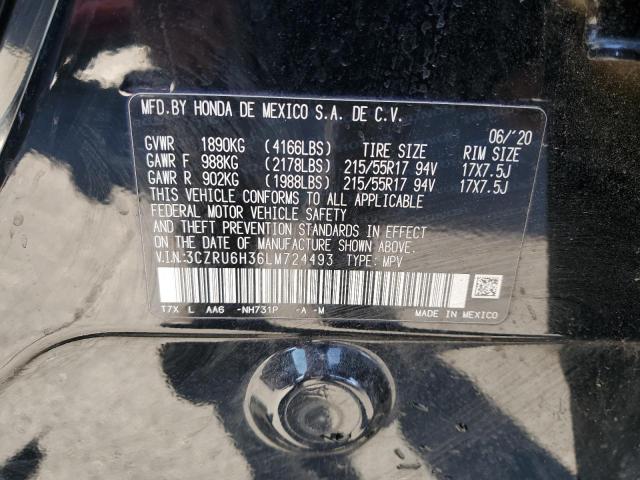 MFD.BY HONDA DE MEXICO S.A. DE C.V.
06/'20
GVWR 1890KG (4166LBS) TIRE SIZE RIM SIZE
GAWR F 988KG (2178LBS) 215/55R17 94V 17X7.5J
GAWR R 902KG (1988LBS) 215/55R17 94V 17X7.5J
THIS VEHICLE CONFORMS TO ALL APPLICABLE
FEDERAL MOTOR VEHICLE SAFETY
AND THEFT PREVENTION STANDARDS IN EFFECT
ON THE DATE OF MANUFACTURE SHOWN ABOVE.
V.I.N.:3CZRU6H36LM724493 TYPE: MPV
T7X L AA6 -NH731P -A -M MADE IN MEXICO